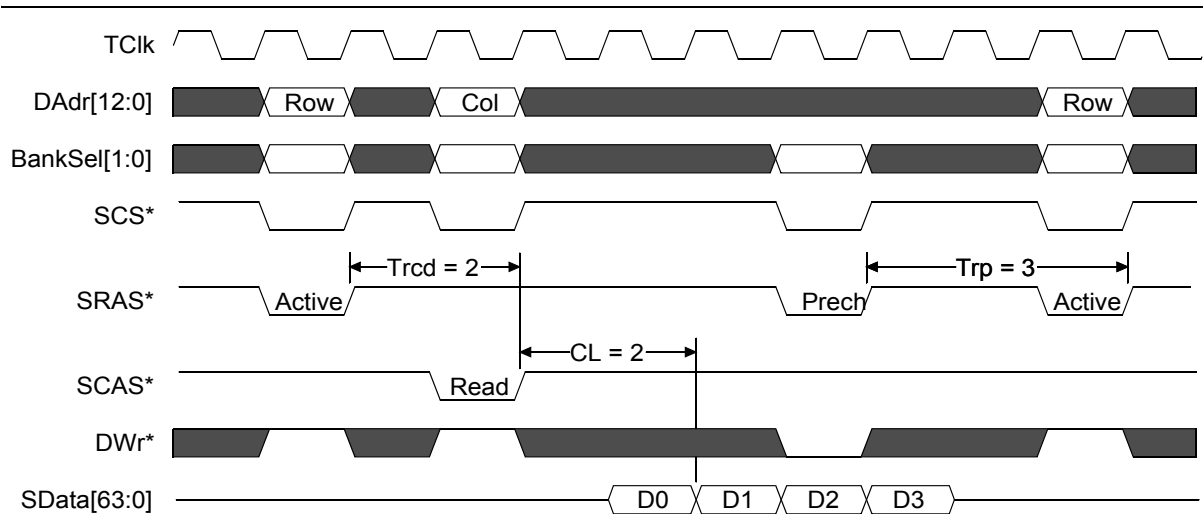 TClk
DAdr[12:0] Row Col Row
BankSel[1:0]
SCS*
Trcd = 2 Trp = 3
SRAS* Active Prech Active
CL = 2
SCAS* Read
DWr*
SData[63:0] D0 D1 D2 D3